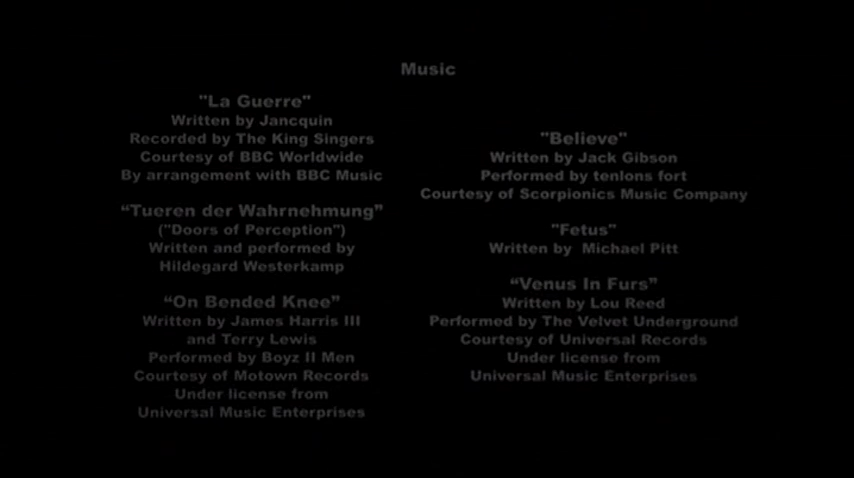 Music
"La Guerre"
Written by Jancquin
Recorded by The King Singers
Courtesy of BBC Worldwide
By arrangement with BBC Music
“Tueren der Wahrnehmung”
("Doors of Perception")
Written and performed by
Hildegard Westerkamp
“On Bended Knee”
Written by James Harris III
and Terry Lewis
Performed by Boyz II Men
Courtesy of Motown Records
Under license from
Universal Music Enterprises
"Believe"
Written by Jack Gibson
Performed by tenlons fort
Courtesy of Scorpionics Music Company
"Fetus"
Written by Michael Pitt
“Venus In Furs”
Written by Lou Reed
Performed by The Velvet Underground
Courtesy of Universal Records
Under license from
Universal Music Enterprises